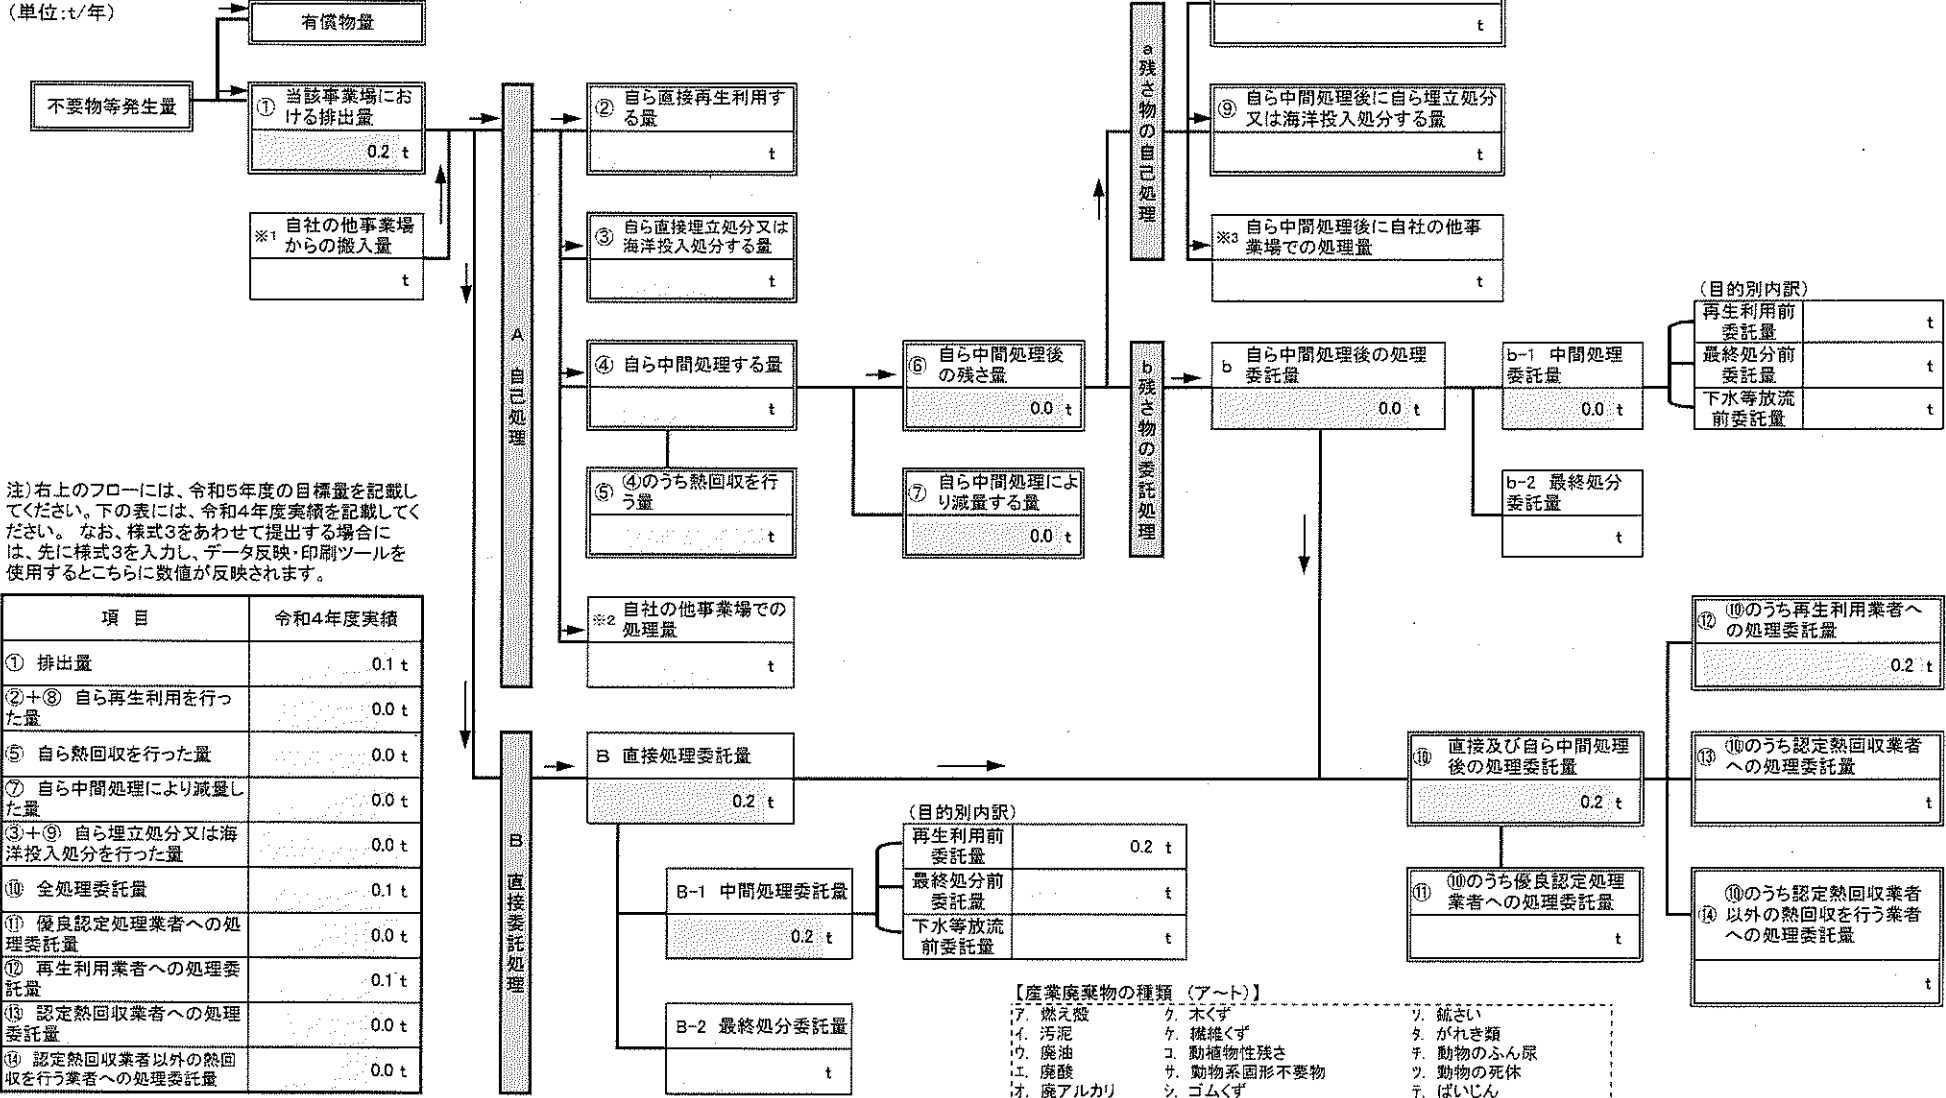 (単位:t/年)
有償物量
不要物等発生量
① 当該事業場にお
ける排出量
0.2 t
※1 自社の他事業場
からの搬入量
t
A 自己処理
② 自ら直接再生利用す
る量
t
③ 自ら直接埋立処分又は
海洋投入処分する量
t
④ 自ら中間処理する量
t
⑤ ④のうち熱回収を行
う量
t
※2 自社の他事業場での
処理量
t
⑥ 自ら中間処理後
の残さ量
0.0 t
⑦ 自ら中間処理によ
り減量する量
0.0 t
a 残さ物の自己処理
t
⑨ 自ら中間処理後に自ら埋立処分
又は海洋投入処分する量
t
※3 自ら中間処理後に自社の他事
業場での処理量
t
b 残さ物の委託処理
b 自ら中間処理後の処理
委託量
0.0 t
b-1 中間処理
委託量
0.0 t
b-2 最終処分
委託量
t
(目的別内訳)
再生利用前
委託量
t
最終処分前
委託量
t
下水等放流
前委託量
t
注)右上のフローには、令和5年度の目標量を記載し
てください。下の表には、令和4年度実績を記載してく
ださい。 なお、様式3をあわせて提出する場合に
は、先に様式3を入力し、データ反映・印刷ツールを
使用するとこちらに数値が反映されます。
項 目 令和4年度実績
① 排出量 0.1 t
②+⑧ 自ら再生利用を行っ
た量 0.0 t
⑤ 自ら熱回収を行った量 0.0 t
⑦ 自ら中間処理により減量し
た量 0.0 t
③+⑨ 自ら埋立処分又は海
洋投入処分を行った量 0.0 t
⑩ 全処理委託量 0.1 t
⑪ 優良認定処理業者への処
理委託量 0.0 t
⑫ 再生利用業者への処理委
託量 0.1 t
⑬ 認定熱回収業者への処理
委託量 0.0 t
⑭ 認定熱回収業者以外の熱回
収を行う業者への処理委託量 0.0 t
B 直接委託処理
B 直接処理委託量
0.2 t
B-1 中間処理委託量
0.2 t
B-2 最終処分委託量
t
(目的別内訳)
再生利用前
委託量
0.2 t
最終処分前
委託量
t
下水等放流
前委託量
t
⑩ 直接及び自ら中間処理
後の処理委託量
0.2 t
⑪ ⑩のうち優良認定処理
業者への処理委託量
t
⑫ ⑩のうち再生利用業者へ
の処理委託量
0.2 t
⑬ ⑩のうち認定熱回収業者
への処理委託量
t
⑭ ⑩のうち認定熱回収業者
以外の熱回収を行う業者
への処理委託量
t
【産業廃棄物の種類 (ア~ト)】
ア. 燃え殻 ク. 木くず ソ. 鉱さい
イ. 汚泥 ケ. 繊維くず タ. がれき類
ウ. 廃油 コ. 動植物性残さ チ. 動物のふん尿
エ. 廃酸 サ. 動物系固形不要物 ツ. 動物の死体
オ. 廃アルカリ シ. ゴムくず テ. ばいじん